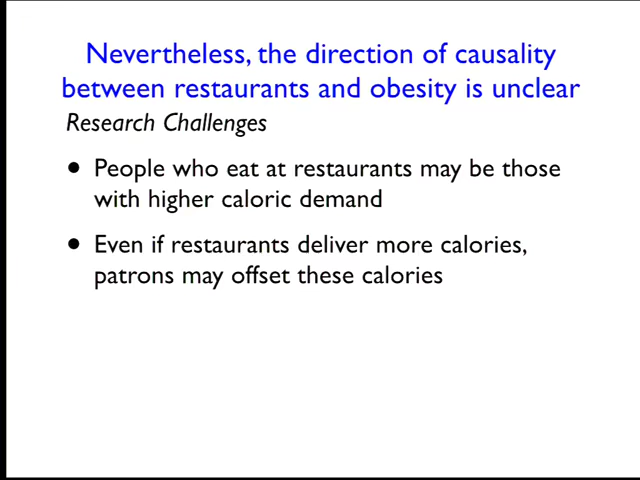 Nevertheless, the direction of causality
between restaurants and obesity is unclear
Research Challenges
• People who eat at restaurants may be those
with higher caloric demand
• Even if restaurants deliver more calories,
patrons may offset these calories